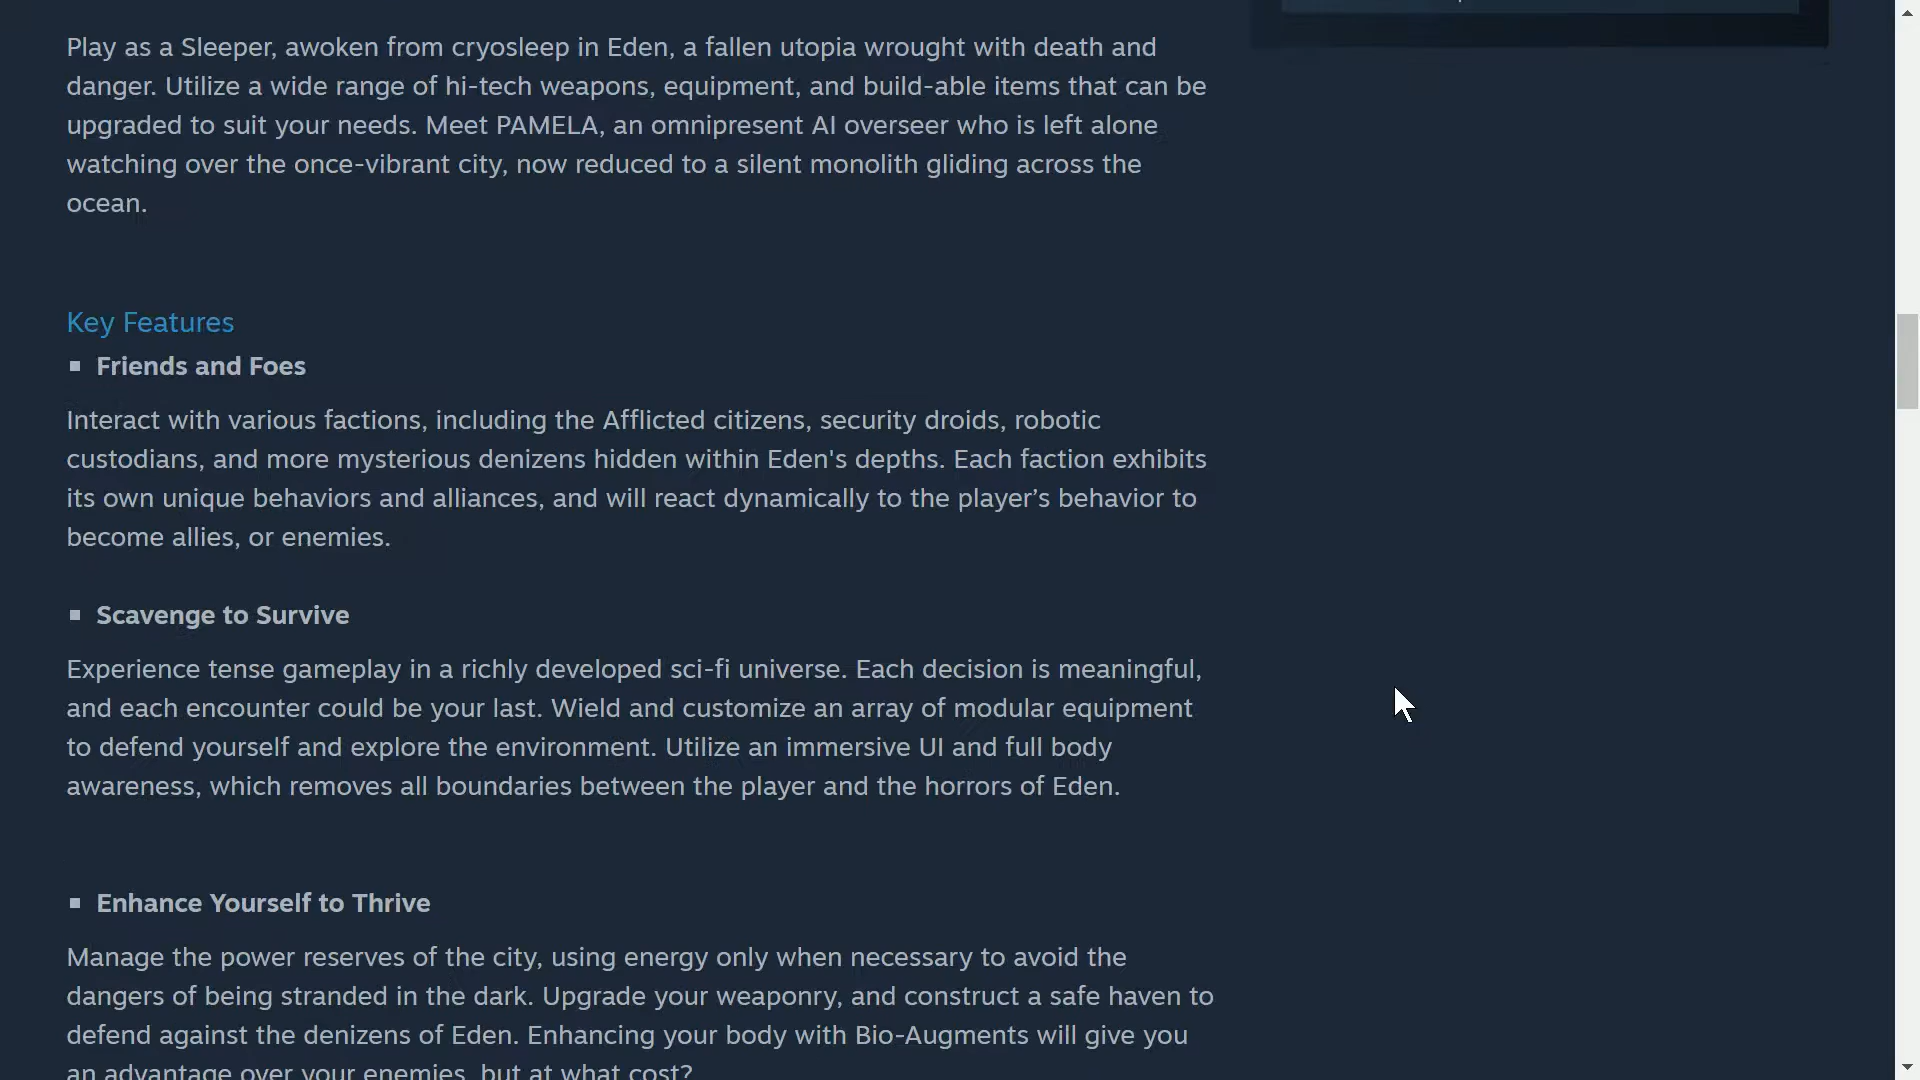 Play as a Sleeper, awoken from cryosleep in Eden, a fallen utopia wrought with death and
danger. Utilize a wide range of hi-tech weapons, equipment, and build-able items that can be
upgraded to suit your needs. Meet PAMELA, an omnipresent AI overseer who is left alone
watching over the once-vibrant city, now reduced to a silent monolith gliding across the
ocean.
Key Features
Friends and Foes
Interact with various factions, including the Afflicted citizens, security droids, robotic
custodians, and more mysterious denizens hidden within Eden's depths. Each faction exhibits
its own unique behaviors and alliances, and will react dynamically to the player’s behavior to
become allies, or enemies.
Scavenge to Survive
Experience tense gameplay in a richly developed sci-fi universe. Each decision is meaningful,
and each encounter could be your last. Wield and customize an array of modular equipment
to defend yourself and explore the environment. Utilize an immersive UI and full body
awareness, which removes all boundaries between the player and the horrors of Eden.
Enhance Yourself to Thrive
Manage the power reserves of the city, using energy only when necessary to avoid the
dangers of being stranded in the dark. Upgrade your weaponry, and construct a safe haven to
defend against the denizens of Eden. Enhancing your body with Bio-Augments will give you
an advantage over your enemies, but at what cost?